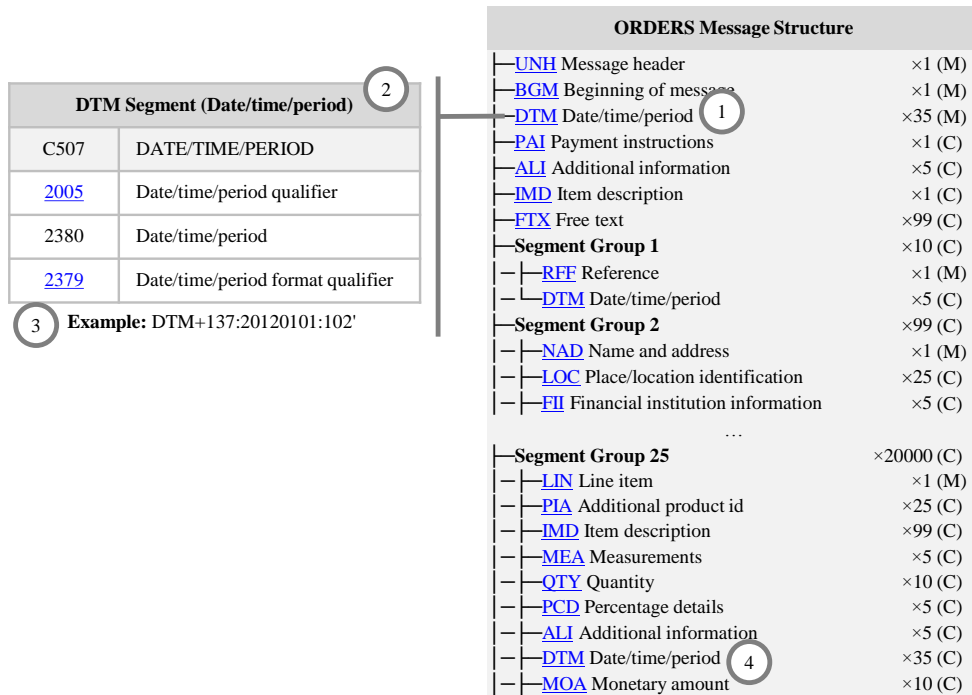 ORDERS Message Structure
UNH Message header ×1 (M)
BGM Beginning of message ×1 (M)
DTM Date/time/period ×35 (M)
1
PAI Payment instructions ×1 (C)
ALI Additional information ×5 (C)
IMD Item description ×1 (C)
FTX Free text ×99 (C)
Segment Group 1 ×10 (C)
RFF Reference ×1 (M)
DTM Date/time/period ×5 (C)
Segment Group 2 ×99 (C)
NAD Name and address ×1 (M)
LOC Place/location identification ×25 (C)
FII Financial institution information ×5 (C)
…
Segment Group 25 ×20000 (C)
LIN Line item ×1 (M)
PIA Additional product id ×25 (C)
IMD Item description ×99 (C)
MEA Measurements ×5 (C)
QTY Quantity ×10 (C)
PCD Percentage details ×5 (C)
ALI Additional information ×5 (C)
DTM Date/time/period ×35 (C)
4
MOA Monetary amount ×10 (C)
2
DTM Segment (Date/time/period)
C507 DATE/TIME/PERIOD
2005 Date/time/period qualifier
2380 Date/time/period
2379 Date/time/period format qualifier
3
Example: DTM+137:20120101:102'